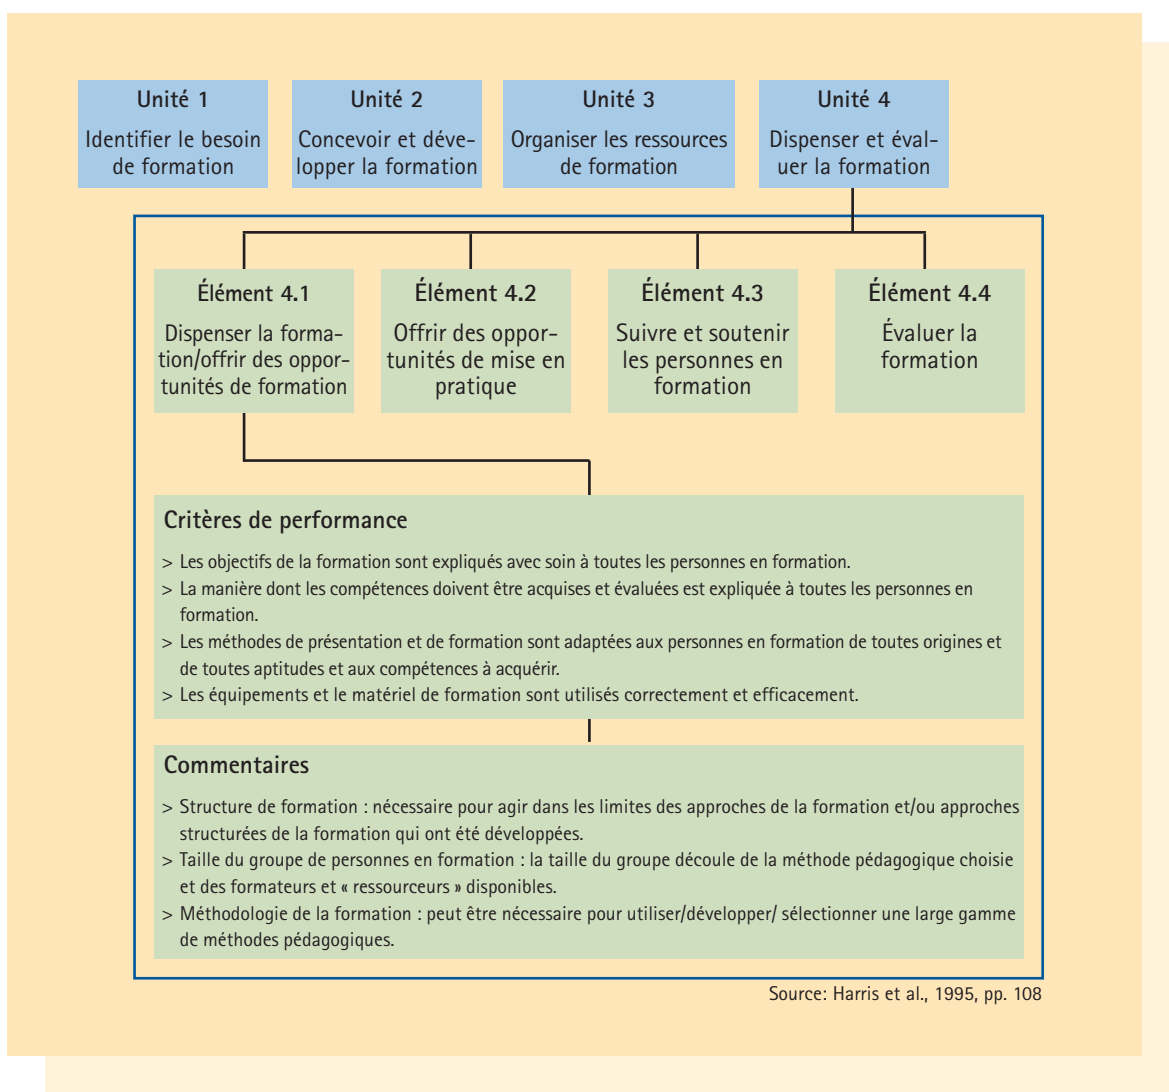 Unité 1
Identifier le besoin
de formation
Unité 2
Concevoir et déve-
lopper la formation
Unité 3
Organiser les ressources
de formation
Unité 4
Dispenser et éval-
uer la formation
Élément 4.1
Dispenser la forma-
tion/offrir des oppor-
tunités de formation
Élément 4.2
Offrir des oppor-
tunités de mise en
pratique
Élément 4.3
Suivre et soutenir
les personnes en
formation
Élément 4.4
Évaluer la
formation
Critères de performance
> Les objectifs de la formation sont expliqués avec soin à toutes les personnes en formation.
> La manière dont les compétences doivent être acquises et évaluées est expliquée à toutes les personnes en
formation.
> Les méthodes de présentation et de formation sont adaptées aux personnes en formation de toutes origines et
de toutes aptitudes et aux compétences à acquérir.
> Les équipements et le matériel de formation sont utilisés correctement et efficacement.
Commentaires
> Structure de formation : nécessaire pour agir dans les limites des approches de la formation et/ou approches
structurées de la formation qui ont été développées.
> Taille du groupe de personnes en formation : la taille du groupe découle de la méthode pédagogique choisie
et des formateurs et « ressourceurs » disponibles.
> Méthodologie de la formation : peut être nécessaire pour utiliser/développer/ sélectionner une large gamme
de méthodes pédagogiques.
Source: Harris et al., 1995, pp. 108